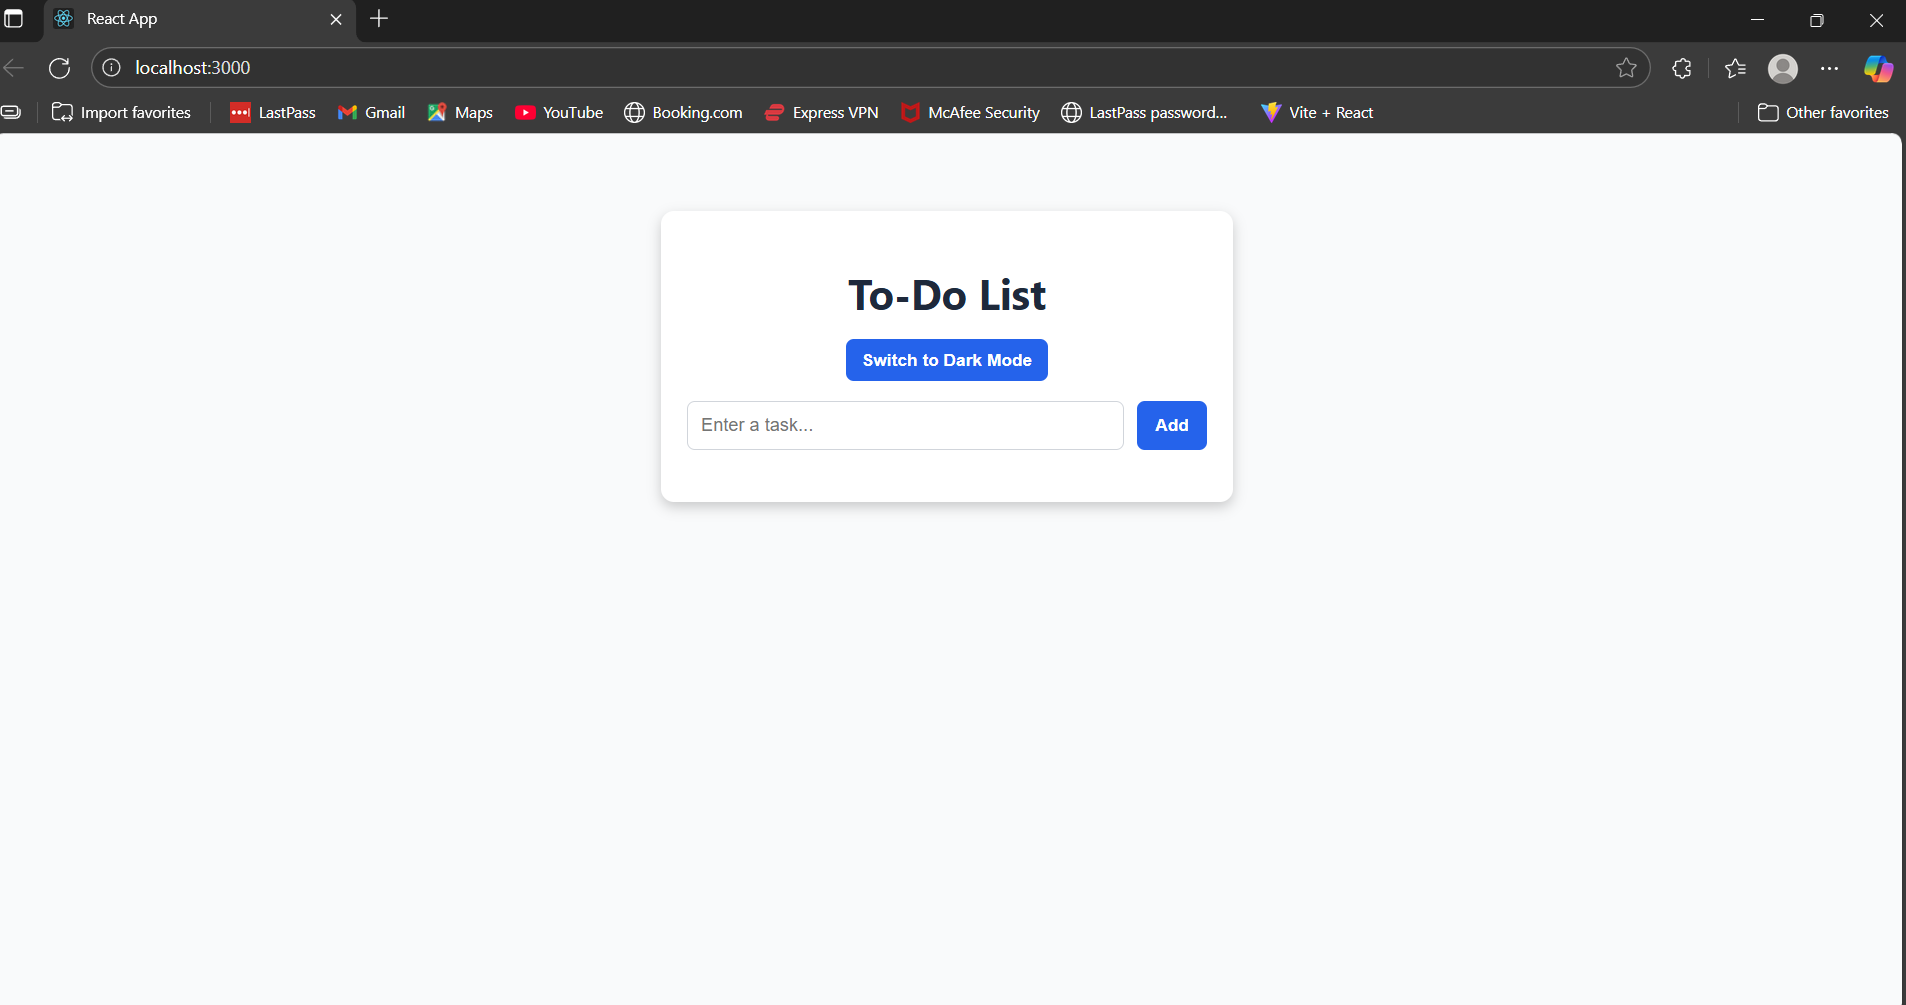 React App
localhost:3000
Import favorites LastPass Gmail Maps YouTube Booking.com Express VPN McAfee Security LastPass password... Vite + React Other favorites
To-Do List
Switch to Dark Mode
Enter a task... Add